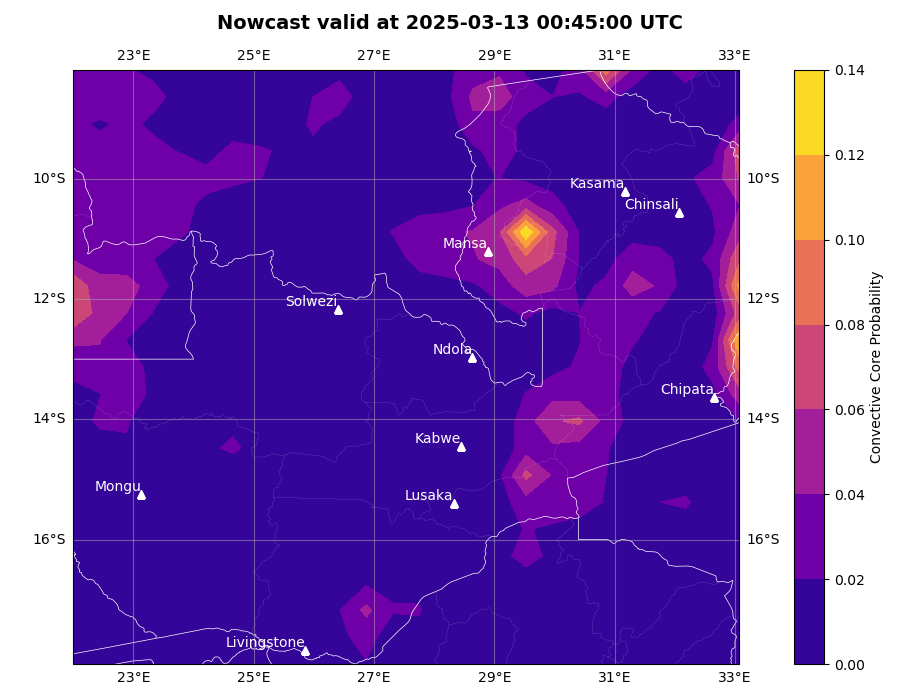 Nowcast valid at 2025-03-13 00:45:00 UTC
23°E 25°E 27°E 29°E 31°E 33°E
0.14
0.12
10°S Kasama 10°S
Chinsali
0.10
Mansa
12°S Solwezi 12°S
0.08
Ndola
Chipata
0.06
14°S 14°S
Kabwe
Mongu
Lusaka
0.04
16°S 16°S
0.02
Livingstone
0.00
23°E 25°E 27°E 29°E 31°E 33°E
Convective Core Probability